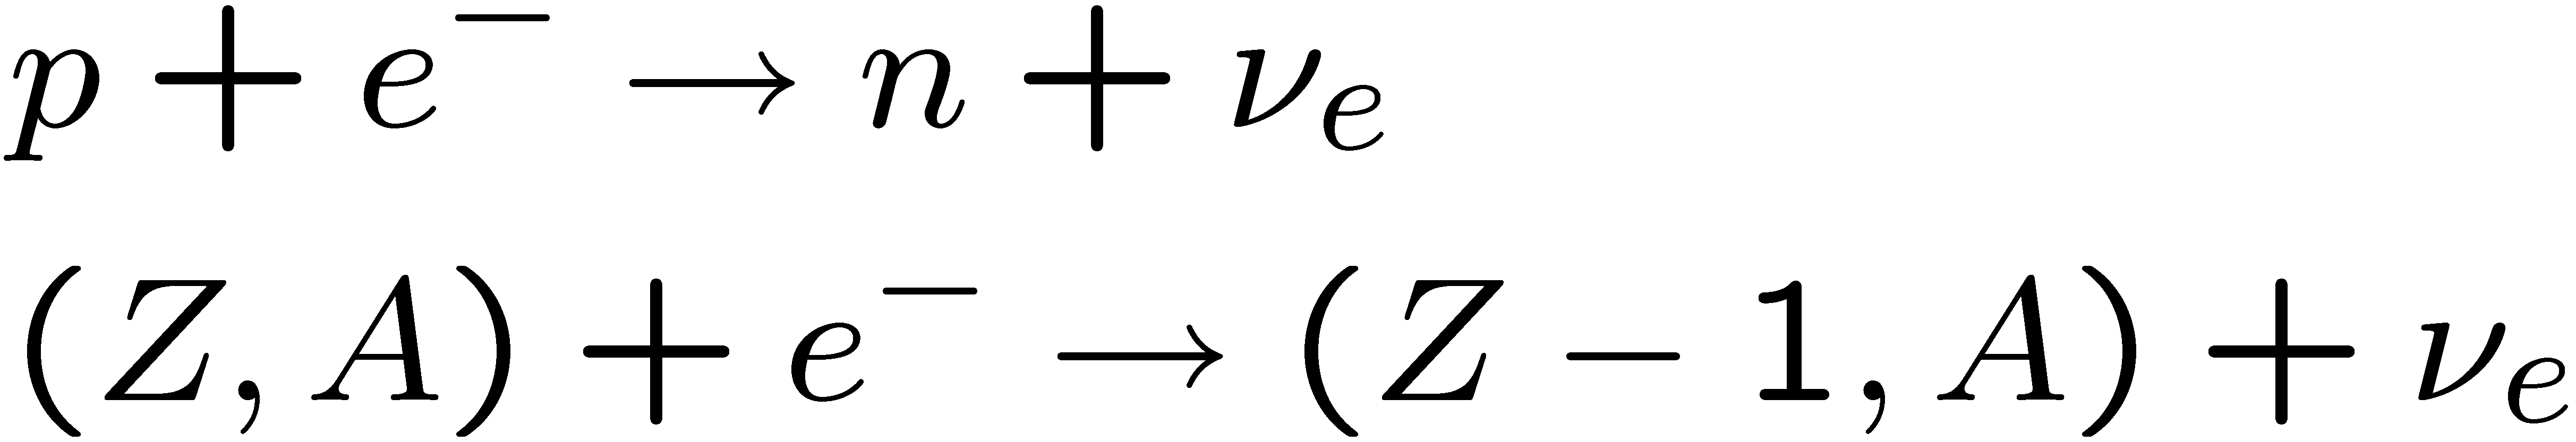 p + e⁻ → n + νₑ
(Z, A) + e⁻ → (Z − 1, A) + νₑ